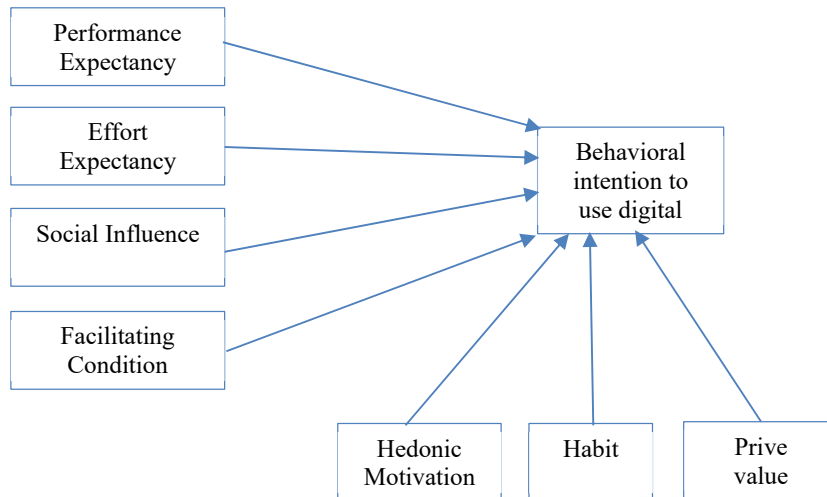 Performance
Expectancy
Effort
Expectancy
Social Influence
Facilitating
Condition
Behavioral
intention to
use digital
Hedonic
Motivation
Habit
Prive
value